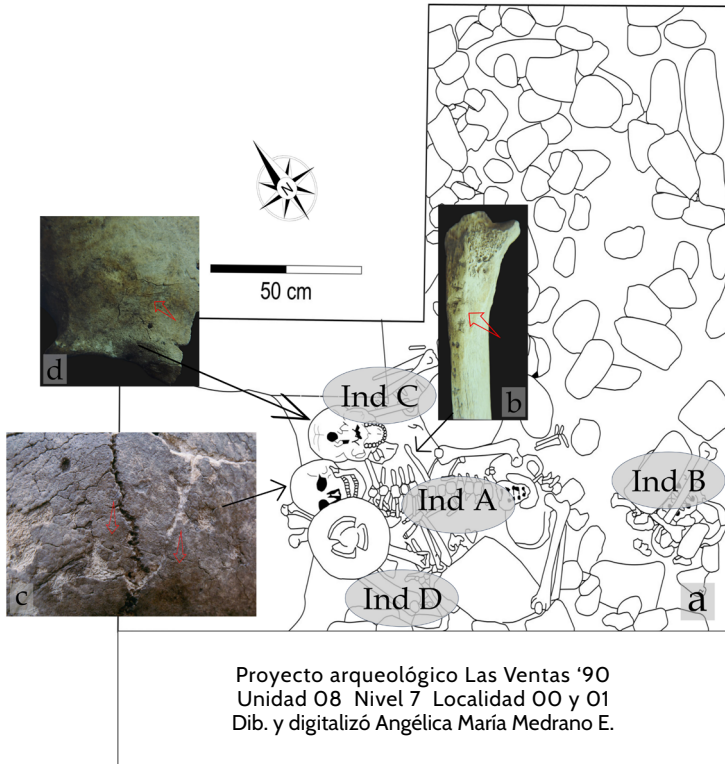 N
d
50 cm
b
Ind C
c
Ind A
Ind B
Ind D
a
Proyecto arqueológico Las Ventas ‘90
Unidad 08 Nivel 7 Localidad 00 y 01
Dib. y digitalizó Angélica María Medrano E.